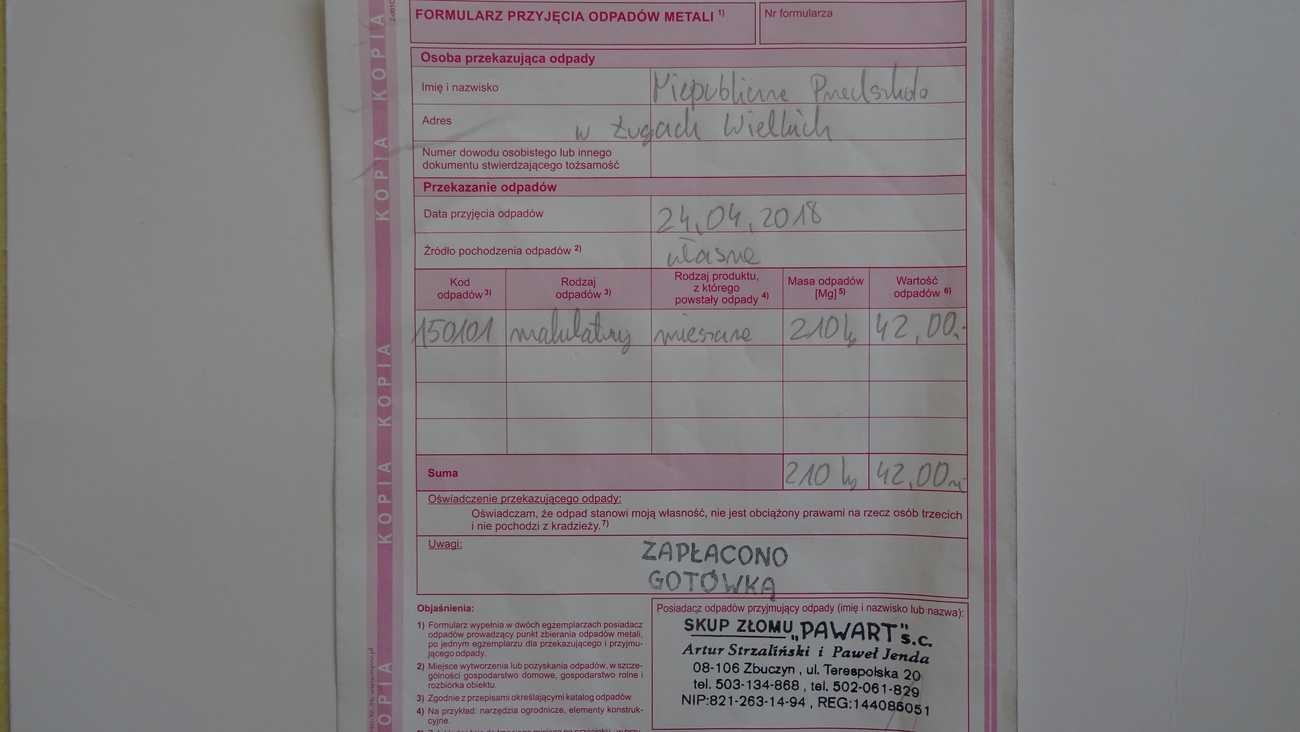 FORMULARZ PRZYJĘCIA ODPADÓW METALI 1)
Nr formularza
Osoba przekazująca odpady
Imię i nazwisko
Niepubliczne Przedszkole
Adres
w Ługach Wielkich
Numer dowodu osobistego lub innego
dokumentu stwierdzającego tożsamość
Przekazanie odpadów
Data przyjęcia odpadów
24.04.2018
Źródło pochodzenia odpadów 2)
własne
Kod
odpadów 3)
Rodzaj
odpadów 3)
Rodzaj produktu,
z którego
powstały odpady 4)
Masa odpadów
[Mg] 5)
Wartość
odpadów 6)
150101 makulatury mieszane 210 kg 42,00.-
Suma
210 kg 42,00
Oświadczenie przekazującego odpady:
Oświadczam, że odpad stanowi moją własność, nie jest obciążony prawami na rzecz osób trzecich
i nie pochodzi z kradzieży. 7)
Uwagi:
ZAPŁACONO
GOTÓWKĄ
Objaśnienia:
1) Formularz wypełnia w dwóch egzemplarzach posiadacz
odpadów prowadzący punkt zbierania odpadów metali,
po jednym egzemplarzu dla przekazującego i przyjmu-
jącego odpady.
2) Miejsce wytworzenia lub pozyskania odpadów, w szcze-
gólności gospodarstwo domowe, gospodarstwo rolne i
rozbiórka obiektu.
3) Zgodnie z przepisami określającymi katalog odpadów
4) Na przykład: narzędzia ogrodnicze, elementy konstruk-
cyjne.
Posiadacz odpadów przyjmujący odpady (imię i nazwisko lub nazwa):
SKUP ZŁOMU „PAWART" s.c.
Artur Strzaliński i Paweł Jenda
08-106 Zbuczyn , ul. Terespolska 20
tel. 503-134-868 , tel. 502-061-829
NIP:821-263-14-94 , REG:144086051
KOPIA KOPIA KOPIA KOPIA KOPIA KOPIA